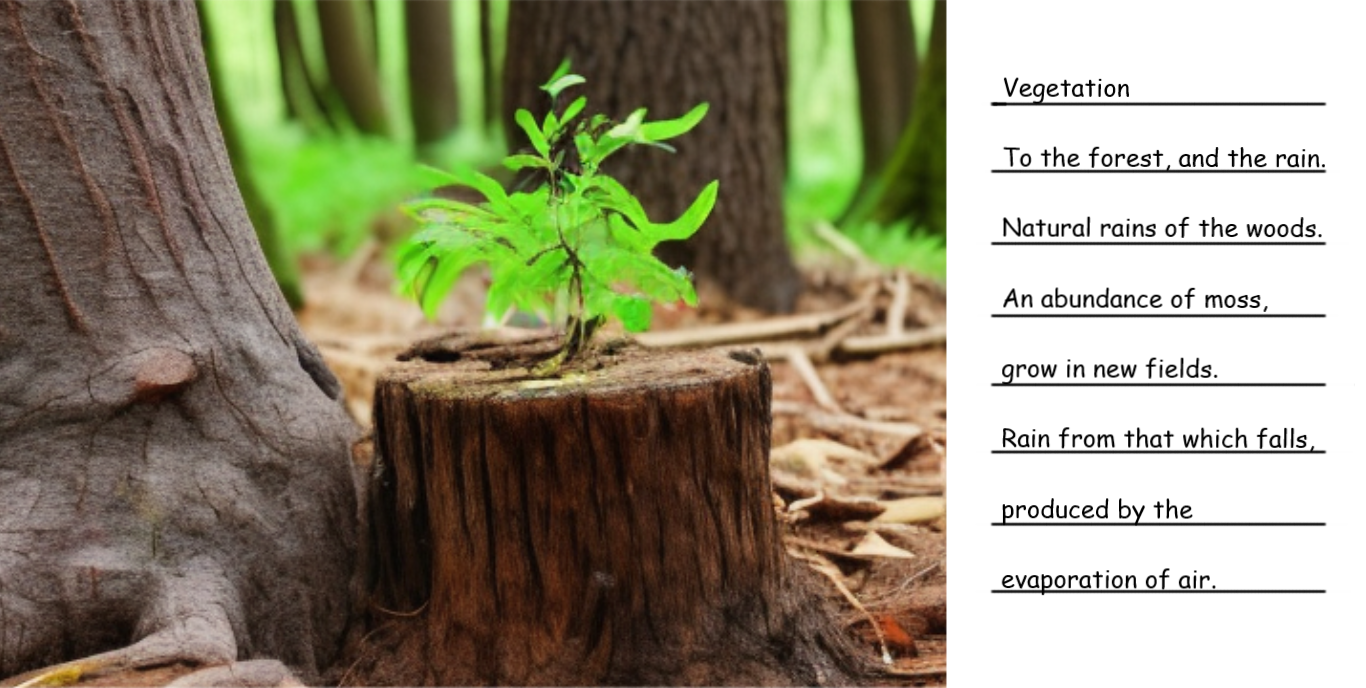 Vegetation
To the forest, and the rain.
Natural rains of the woods.
An abundance of moss,
grow in new fields.
Rain from that which falls,
produced by the
evaporation of air.